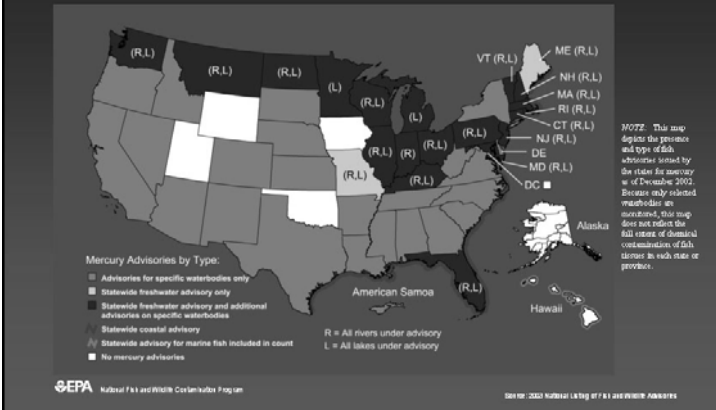 (R,L)
(R,L)
(R,L)
(L)
(R,L)
(L)
(R,L)
(R)
(R,L)
(R,L)
(R,L)
(R,L)
(R,L)
VT (R,L)
ME (R,L)
NH (R,L)
MA (R,L)
RI (R,L)
CT (R,L)
NJ (R,L)
DE
MD (R,L)
DC
Alaska
Hawaii
American Samoa
Mercury Advisories by Type:
Advisories for specific waterbodies only
Statewide freshwater advisory only
Statewide freshwater advisory and additional
advisories on specific waterbodies
Statewide coastal advisory
Statewide advisory for marine fish included in count
No mercury advisories
R = All rivers under advisory
L = All lakes under advisory
NOTE: This map
depicts the presence
and type of fish
advisories issued by
the states for mercury
as of December 2002.
Because only selected
waterbodies are
monitored, this map
does not reflect the
full extent of chemical
contamination of fish
tissues in each state or
province.
EPA
National Fish and Wildlife Contamination Program
Source: 2003 National Listing of Fish and Wildlife Advisories